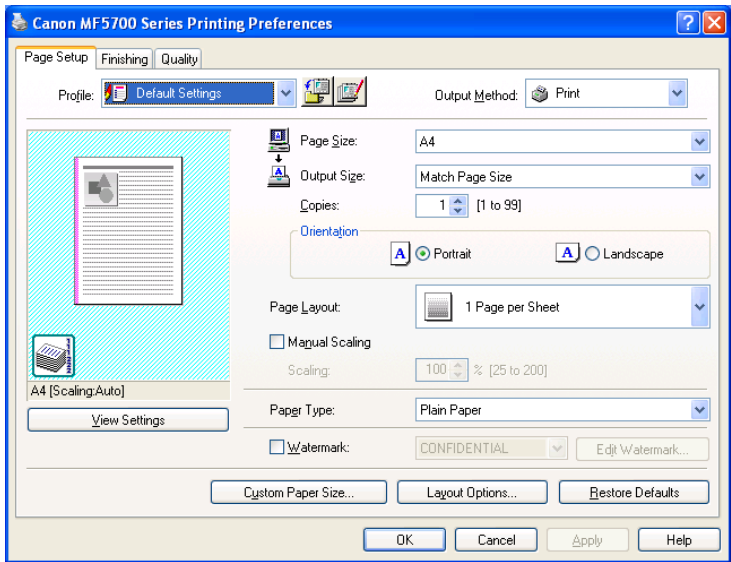 Canon MF5700 Series Printing Preferences
Page Setup Finishing Quality
Profile: Default Settings Output Method: Print
Page Size: A4
Output Size: Match Page Size
Copies: 1 [1 to 99]
Orientation
A Portrait A Landscape
Page Layout: 1 Page per Sheet
Manual Scaling
Scaling: 100 % [25 to 200]
A4 [Scaling:Auto]
View Settings
Paper Type: Plain Paper
Watermark: CONFIDENTIAL Edit Watermark...
Custom Paper Size... Layout Options... Restore Defaults
OK Cancel Apply Help